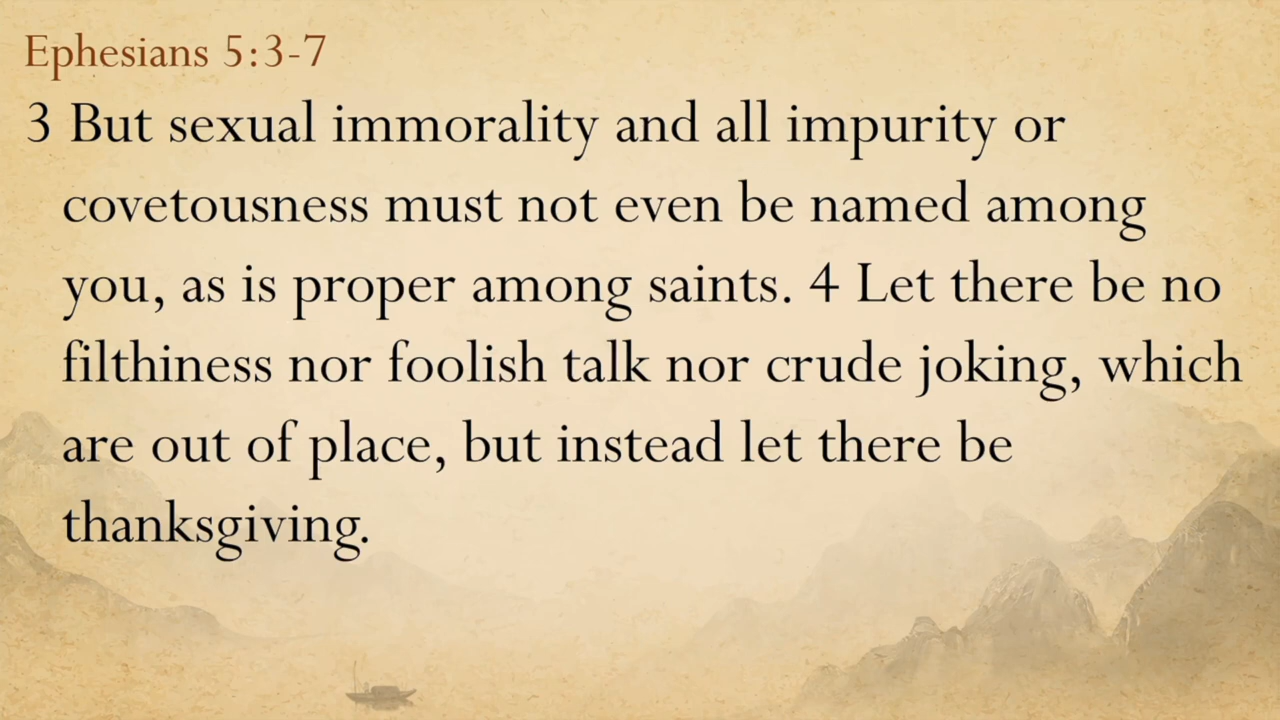 Ephesians 5:3-7
3 But sexual immorality and all impurity or
covetousness must not even be named among
you, as is proper among saints. 4 Let there be no
filthiness nor foolish talk nor crude joking, which
are out of place, but instead let there be
thanksgiving.